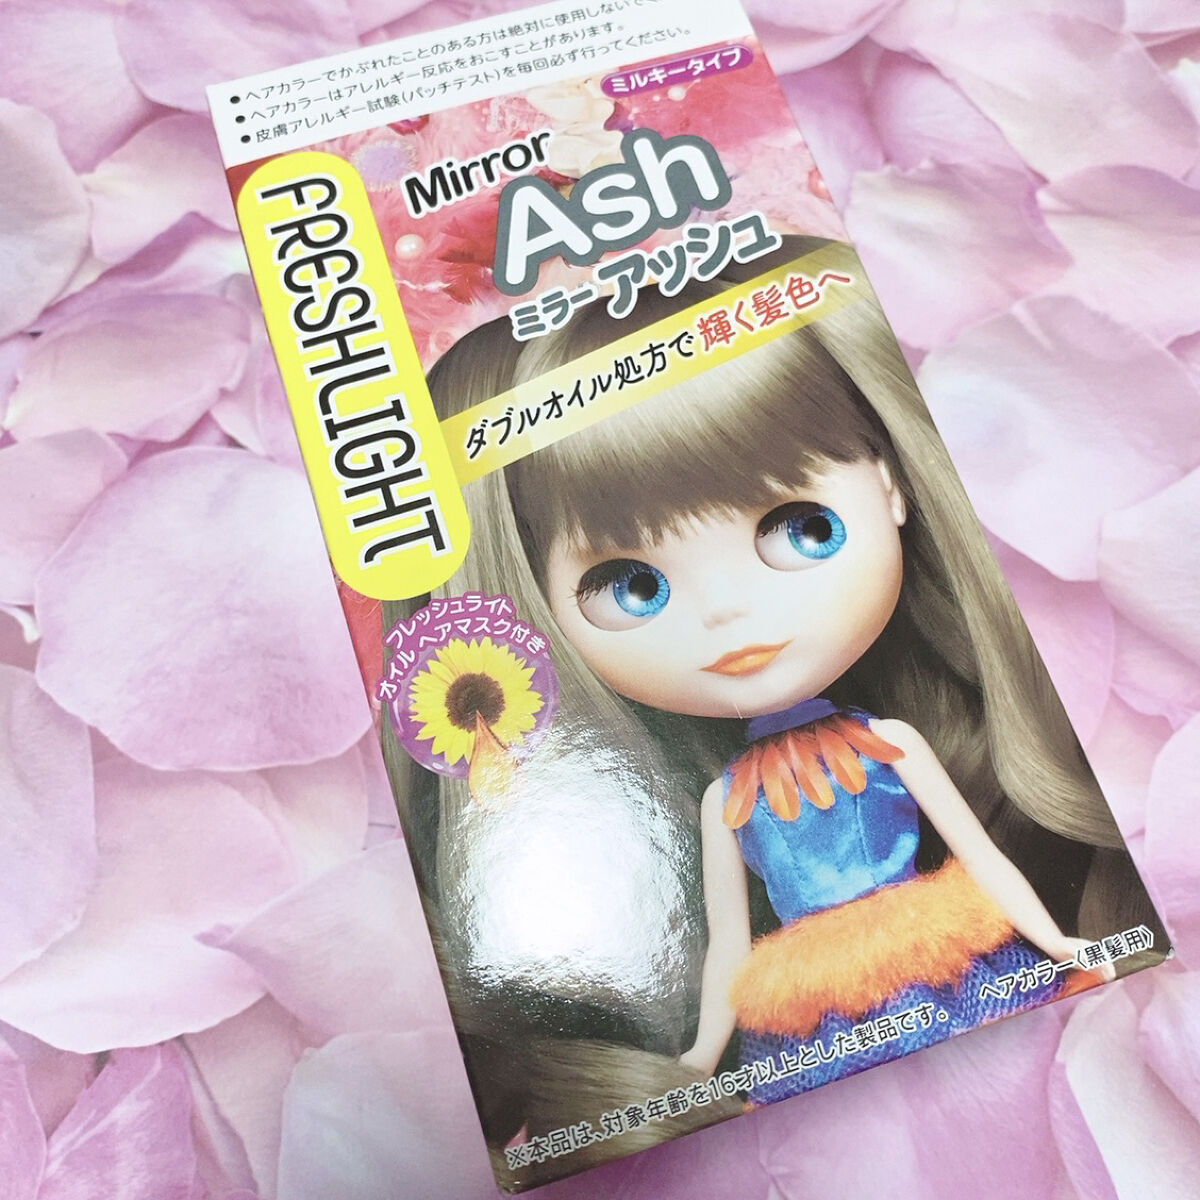 ●ヘアカラーでかぶれたことのある方は絶対に使用しないでく
●ヘアカラーはアレルギー反応をおこすことがあります。
●皮膚アレルギー試験(パッチテスト)を毎回必ず行ってください。
ミルキータイプ
FRESHLIGHT
Mirror
Ash
ミラーアッシュ
ダブルオイル処方で輝く髪色へ
フレッシュライト
オイルヘアマスク付き
ヘアカラー〈黒髪用〉
※本品は、対象年齢を16才以上とした製品です。